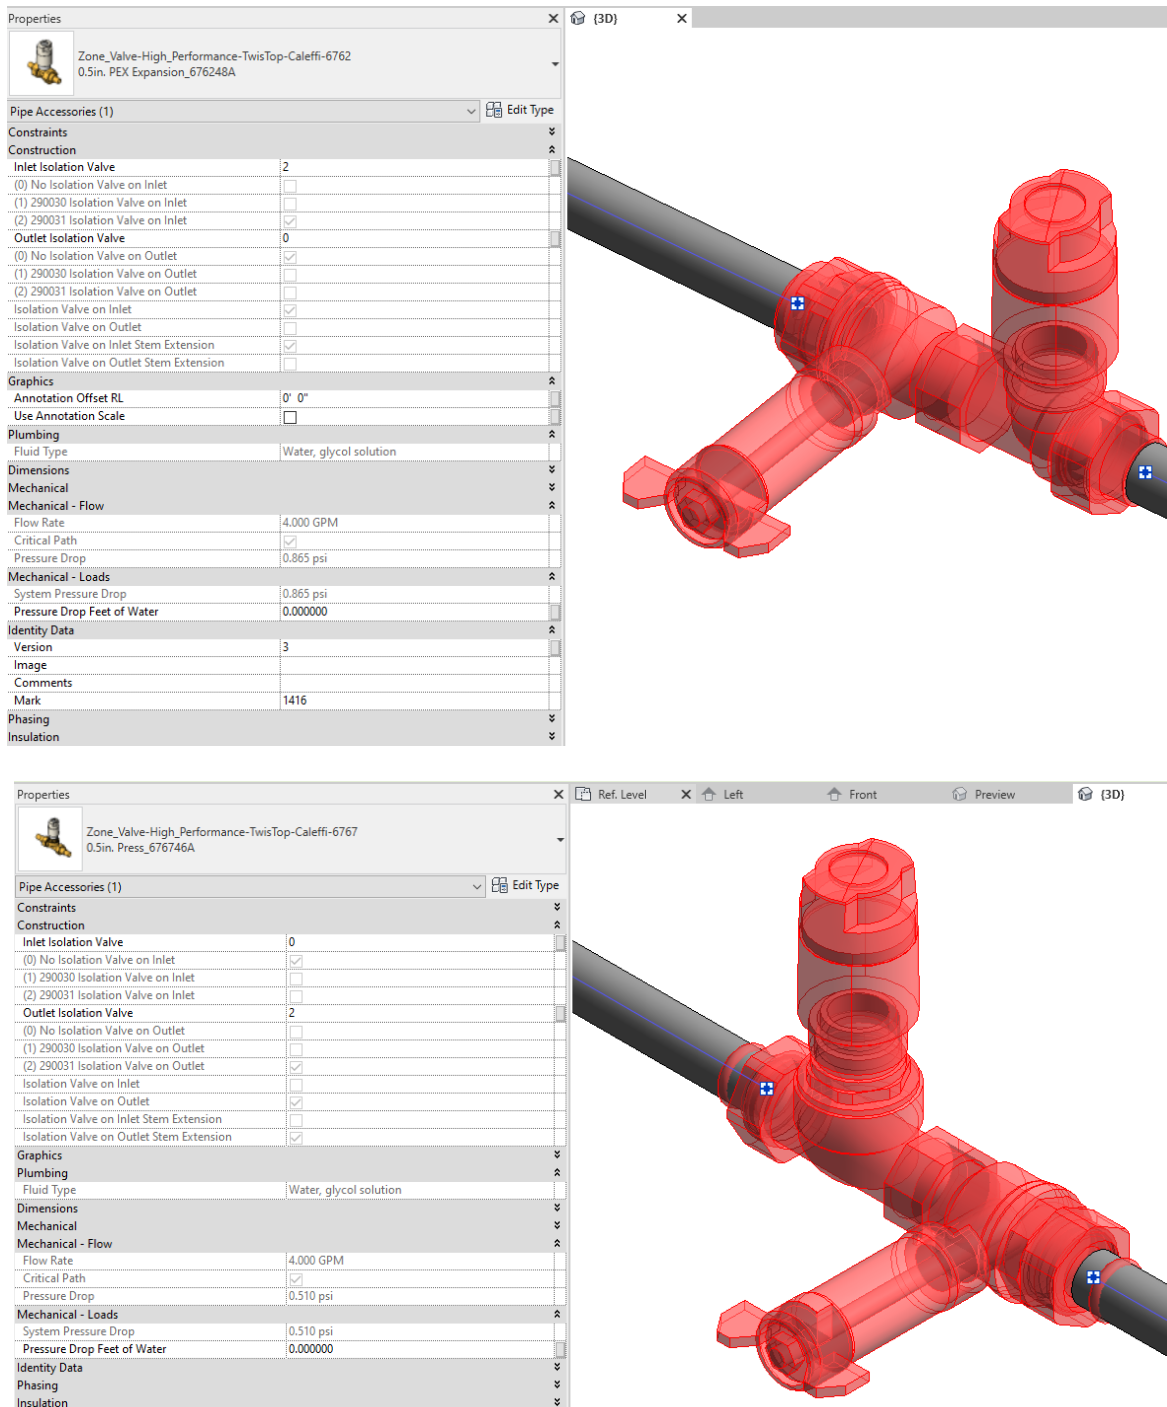 Properties
{3D}
Zone_Valve-High_Performance-TwisTop-Caleffi-6762
0.5in. PEX Expansion_676248A
Pipe Accessories (1)
Edit Type
Constraints
Construction
Inlet Isolation Valve 2
(0) No Isolation Valve on Inlet
(1) 290030 Isolation Valve on Inlet
(2) 290031 Isolation Valve on Inlet
Outlet Isolation Valve 0
(0) No Isolation Valve on Outlet
(1) 290030 Isolation Valve on Outlet
(2) 290031 Isolation Valve on Outlet
Isolation Valve on Inlet
Isolation Valve on Outlet
Isolation Valve on Inlet Stem Extension
Isolation Valve on Outlet Stem Extension
Graphics
Annotation Offset RL 0' 0"
Use Annotation Scale
Plumbing
Fluid Type Water, glycol solution
Dimensions
Mechanical
Mechanical - Flow
Flow Rate 4.000 GPM
Critical Path
Pressure Drop 0.865 psi
Mechanical - Loads
System Pressure Drop 0.865 psi
Pressure Drop Feet of Water 0.000000
Identity Data
Version 3
Image
Comments
Mark 1416
Phasing
Insulation
Properties
Ref. Level Left Front Preview {3D}
Zone_Valve-High_Performance-TwisTop-Caleffi-6767
0.5in. Press_676746A
Pipe Accessories (1)
Edit Type
Constraints
Construction
Inlet Isolation Valve 0
(0) No Isolation Valve on Inlet
(1) 290030 Isolation Valve on Inlet
(2) 290031 Isolation Valve on Inlet
Outlet Isolation Valve 2
(0) No Isolation Valve on Outlet
(1) 290030 Isolation Valve on Outlet
(2) 290031 Isolation Valve on Outlet
Isolation Valve on Inlet
Isolation Valve on Outlet
Isolation Valve on Inlet Stem Extension
Isolation Valve on Outlet Stem Extension
Graphics
Plumbing
Fluid Type Water, glycol solution
Dimensions
Mechanical
Mechanical - Flow
Flow Rate 4.000 GPM
Critical Path
Pressure Drop 0.510 psi
Mechanical - Loads
System Pressure Drop 0.510 psi
Pressure Drop Feet of Water 0.000000
Identity Data
Phasing
Insulation